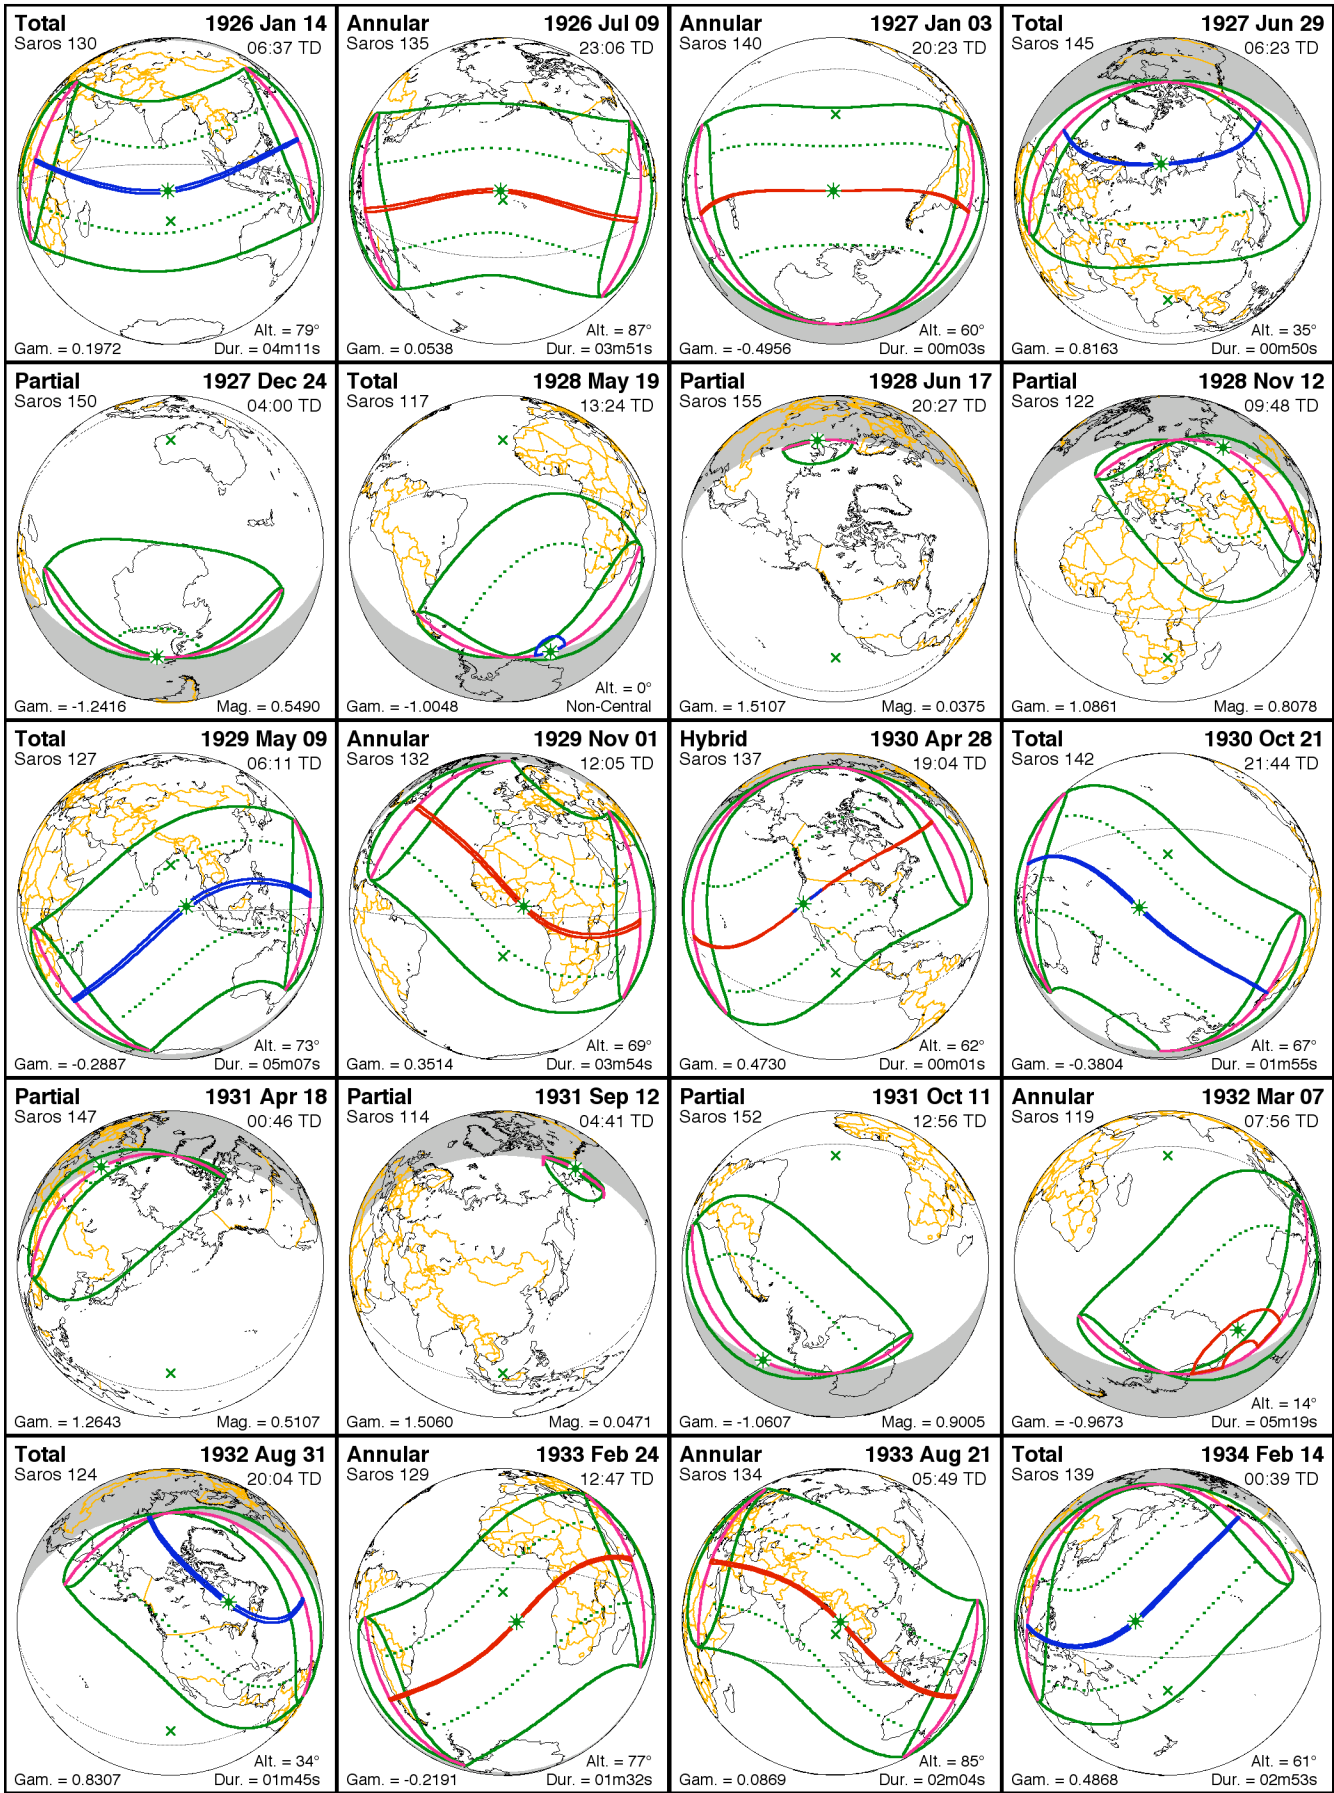 Total 1926 Jan 14
Saros 130 06:37 TD
Alt. = 79°
Gam. = 0.1972 Dur. = 04m11s
Annular 1926 Jul 09
Saros 135 23:06 TD
Alt. = 87°
Gam. = 0.0538 Dur. = 03m51s
Annular 1927 Jan 03
Saros 140 20:23 TD
Alt. = 60°
Gam. = -0.4956 Dur. = 00m03s
Total 1927 Jun 29
Saros 145 06:23 TD
Alt. = 35°
Gam. = 0.8163 Dur. = 00m50s
Partial 1927 Dec 24
Saros 150 04:00 TD
Gam. = -1.2416 Mag. = 0.5490
Total 1928 May 19
Saros 117 13:24 TD
Alt. = 0°
Gam. = -1.0048 Non-Central
Partial 1928 Jun 17
Saros 155 20:27 TD
Gam. = 1.5107 Mag. = 0.0375
Partial 1928 Nov 12
Saros 122 09:48 TD
Gam. = 1.0861 Mag. = 0.8078
Total 1929 May 09
Saros 127 06:11 TD
Alt. = 73°
Gam. = -0.2887 Dur. = 05m07s
Annular 1929 Nov 01
Saros 132 12:05 TD
Alt. = 69°
Gam. = 0.3514 Dur. = 03m54s
Hybrid 1930 Apr 28
Saros 137 19:04 TD
Alt. = 62°
Gam. = 0.4730 Dur. = 00m01s
Total 1930 Oct 21
Saros 142 21:44 TD
Alt. = 67°
Gam. = -0.3804 Dur. = 01m55s
Partial 1931 Apr 18
Saros 147 00:46 TD
Gam. = 1.2643 Mag. = 0.5107
Partial 1931 Sep 12
Saros 114 04:41 TD
Gam. = 1.5060 Mag. = 0.0471
Partial 1931 Oct 11
Saros 152 12:56 TD
Gam. = -1.0607 Mag. = 0.9005
Annular 1932 Mar 07
Saros 119 07:56 TD
Alt. = 14°
Gam. = -0.9673 Dur. = 05m19s
Total 1932 Aug 31
Saros 124 20:04 TD
Alt. = 34°
Gam. = 0.8307 Dur. = 01m45s
Annular 1933 Feb 24
Saros 129 12:47 TD
Alt. = 77°
Gam. = -0.2191 Dur. = 01m32s
Annular 1933 Aug 21
Saros 134 05:49 TD
Alt. = 85°
Gam. = 0.0869 Dur. = 02m04s
Total 1934 Feb 14
Saros 139 00:39 TD
Alt. = 61°
Gam. = 0.4868 Dur. = 02m53s